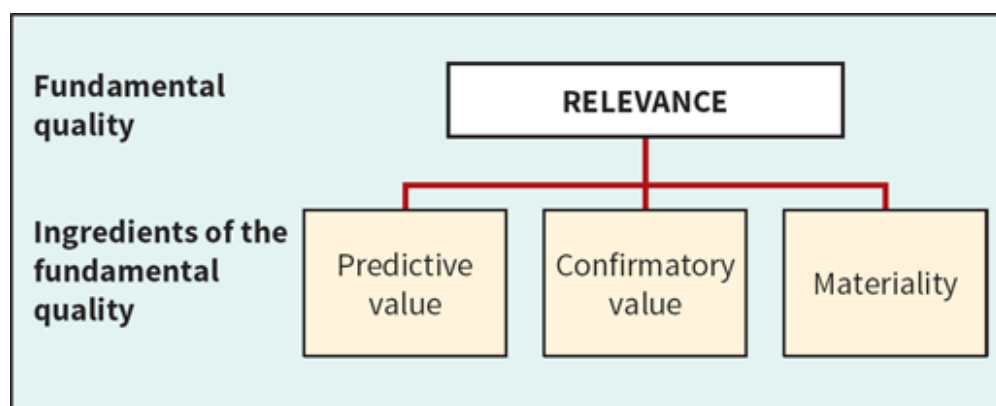 Fundamental
quality
RELEVANCE
Ingredients of the
fundamental
quality
Predictive
value
Confirmatory
value
Materiality